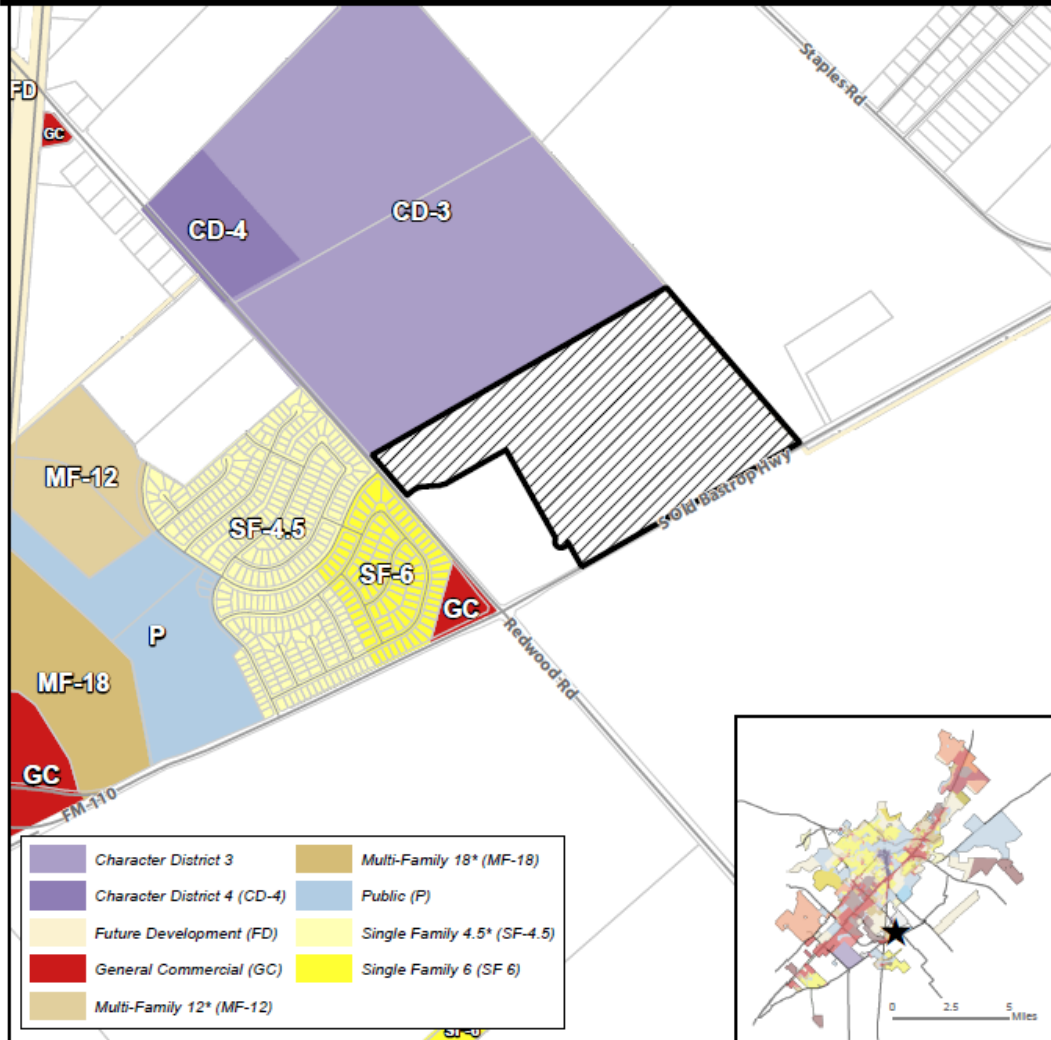 Staples Rd
FD
GC
CD-4
CD-3
MF-12
SF-4.5
SF-6
S Old Bastrop Hwy
GC
P
Redwood Rd
MF-18
GC
FM-110
Character District 3
Character District 4 (CD-4)
Future Development (FD)
General Commercial (GC)
Multi-Family 12* (MF-12)
Multi-Family 18* (MF-18)
Public (P)
Single Family 4.5* (SF-4.5)
Single Family 6 (SF 6)
SF-6
0 2.5 5
Miles